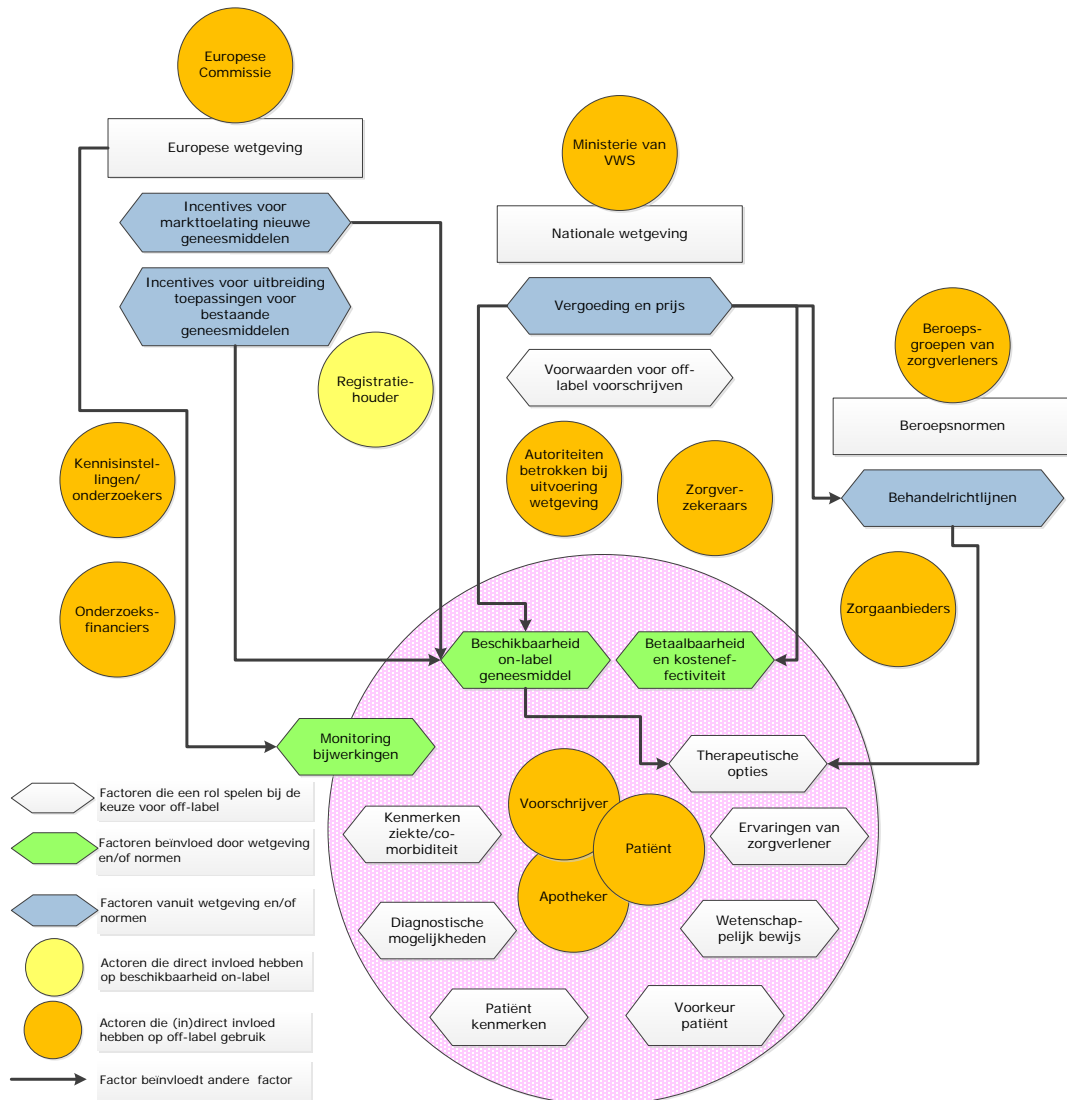 Europese
Commissie
Europese wetgeving
Incentives voor
markttoelating nieuwe
geneesmiddelen
Incentives voor uitbreiding
toepassingen voor
bestaande
geneesmiddelen
Registratie-
houder
Ministerie van
VWS
Nationale wetgeving
Vergoeding en prijs
Voorwaarden voor off-
label voorschrijven
Autoriteiten
betrokken bij
uitvoering
wetgeving
Zorgver-
zekeraars
Beroeps-
groepen van
zorgverleners
Beroepsnormen
Behandelrichtlijnen
Zorgaanbieders
Kennisinstel-
lingen/
onderzoekers
Onderzoeks-
financiers
Beschikbaarheid
on-label
geneesmiddel
Betaalbaarheid
en kostenef-
fectiviteit
Monitoring
bijwerkingen
Therapeutische
opties
Voorschrijver
Patiënt
Apotheker
Kenmerken
ziekte/co-
morbiditeit
Ervaringen van
zorgverlener
Diagnostische
mogelijkheden
Wetenschap-
pelijk bewijs
Patiënt
kenmerken
Voorkeur
patiënt
Factoren die een rol spelen bij de
keuze voor off-label
Factoren beïnvloed door wetgeving
en/of normen
Factoren vanuit wetgeving en/of
normen
Actoren die direct invloed hebben
op beschikbaarheid on-label
Actoren die (in)direct invloed
hebben op off-label gebruik
Factor beïnvloedt andere factor